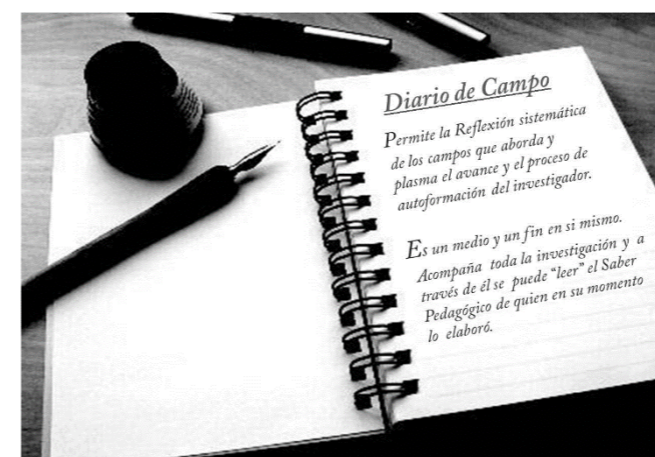 Diario de Campo
Permite la Reflexión sistemática
de los campos que aborda y
plasma el avance y el proceso de
autoformación del investigador.
Es un medio y un fin en si mismo.
Acompaña toda la investigación y a
través de él se puede “leer” el Saber
Pedagógico de quien en su momento
lo elaboró.